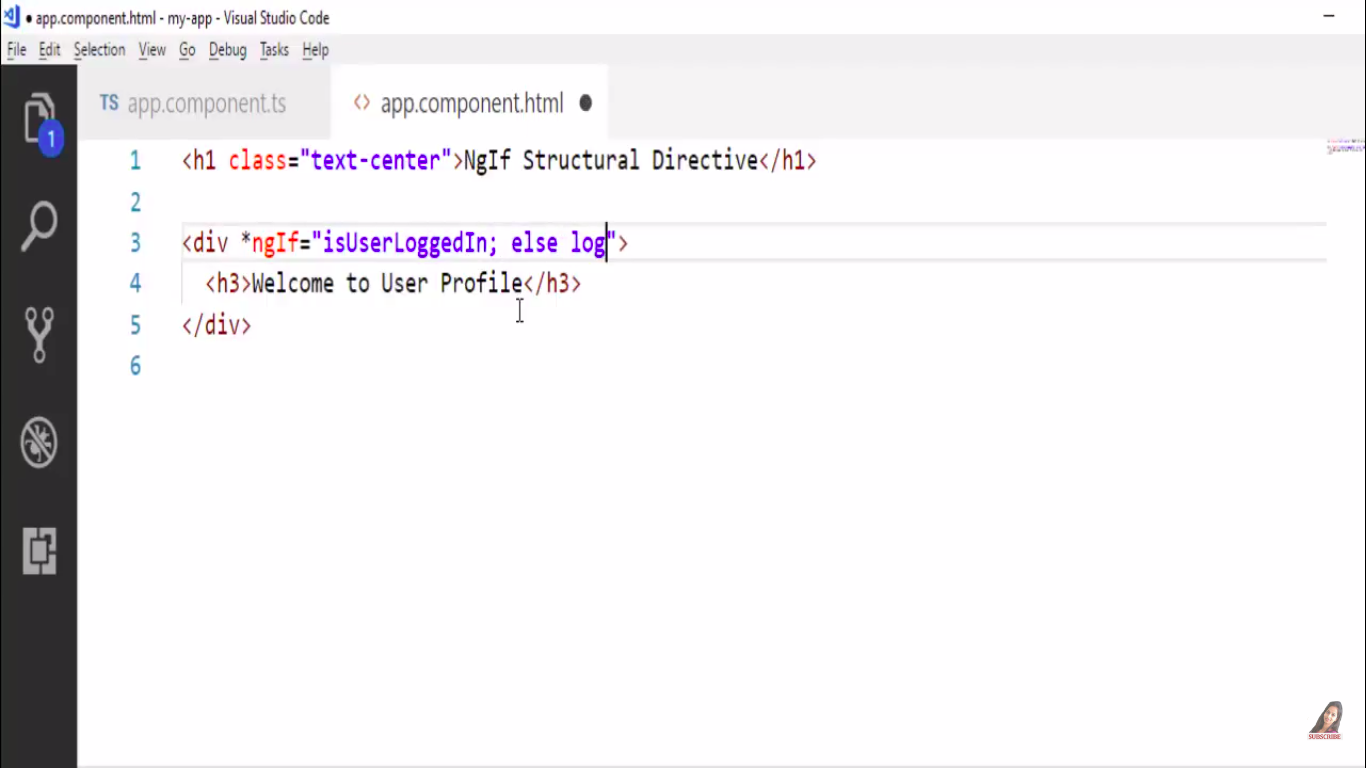 app.component.html - my-app - Visual Studio Code
File Edit Selection View Go Debug Tasks Help
TS app.component.ts <> app.component.html
1
1 <h1 class="text-center">NgIf Structural Directive</h1>
2
3 <div *ngIf="isUserLoggedIn; else log">
4 <h3>Welcome to User Profile</h3>
5 </div>
6
SUBSCRIBE